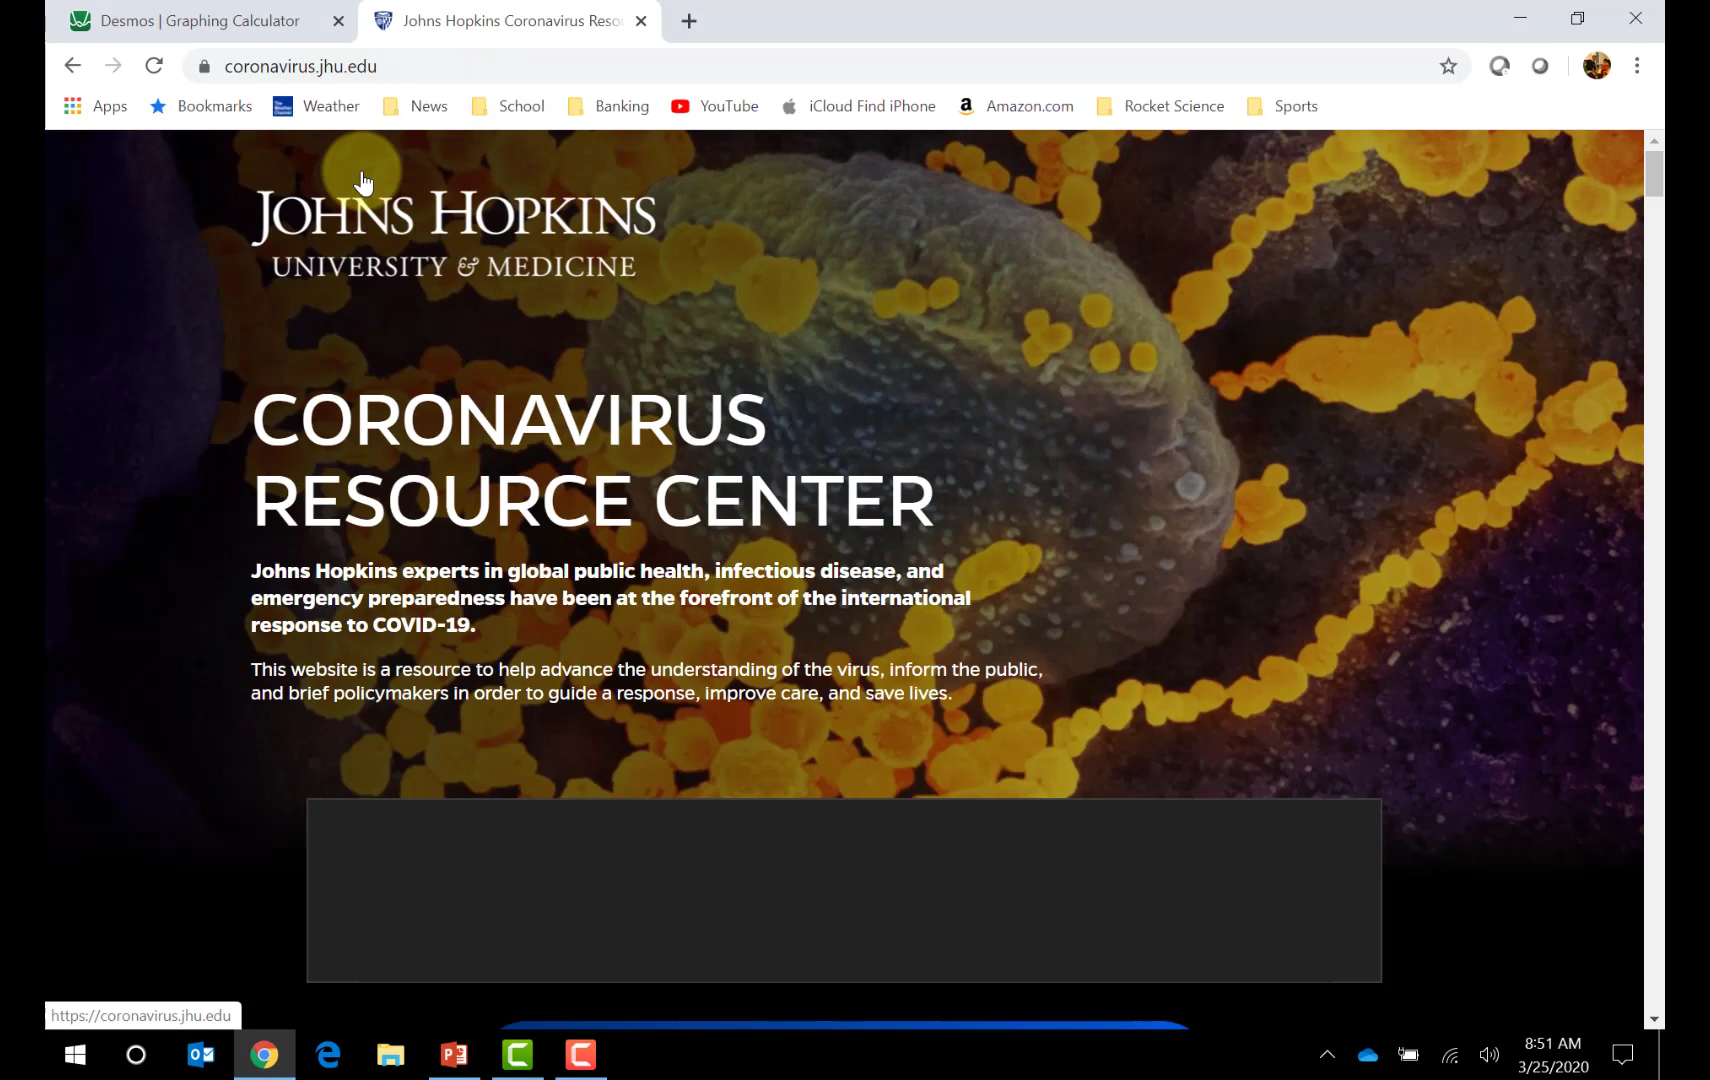 Desmos | Graphing Calculator
Johns Hopkins Coronavirus Reso
coronavirus.jhu.edu
Apps Bookmarks Weather News School Banking YouTube iCloud Find iPhone Amazon.com Rocket Science Sports
JOHNS HOPKINS
UNIVERSITY & MEDICINE
CORONAVIRUS
RESOURCE CENTER
Johns Hopkins experts in global public health, infectious disease, and
emergency preparedness have been at the forefront of the international
response to COVID-19.
This website is a resource to help advance the understanding of the virus, inform the public,
and brief policymakers in order to guide a response, improve care, and save lives.
https://coronavirus.jhu.edu
8:51 AM
3/25/2020